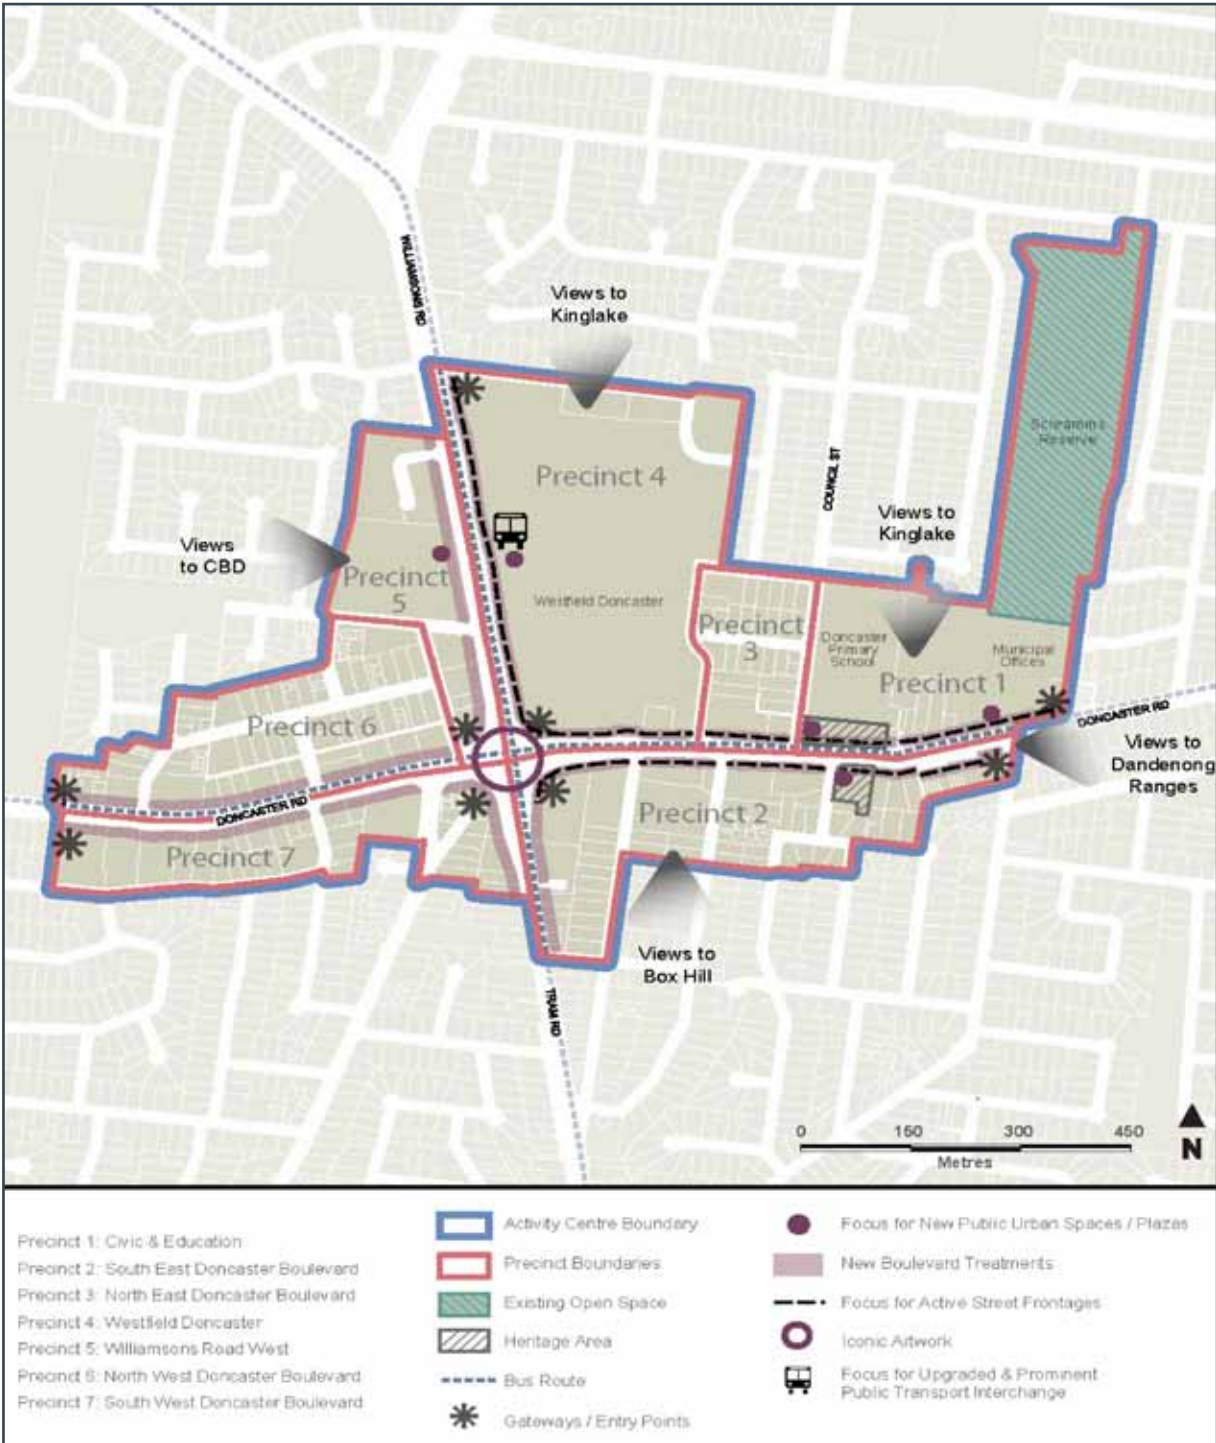 WILLIAMSONS RD
Views to
Kinglake
Schramms
Reserve
Precinct 4
COUNCIL ST
Views to
Kinglake
Views
to CBD
Precinct
5
Westfield Doncaster
Precinct
3
Doncaster
Primary
School
Municipal
Offices
Precinct 1
DONCASTER RD
Precinct 6
Views to
Dandenong
Ranges
DONCASTER RD
Precinct 2
Precinct 7
Views to
Box Hill
TRAM RD
0 150 300 450
Metres
N
Precinct 1: Civic & Education
Precinct 2: South East Doncaster Boulevard
Precinct 3: North East Doncaster Boulevard
Precinct 4: Westfield Doncaster
Precinct 5: Williamsons Road West
Precinct 6: North West Doncaster Boulevard
Precinct 7: South West Doncaster Boulevard
Activity Centre Boundary
Precinct Boundaries
Existing Open Space
Heritage Area
Bus Route
Gateways / Entry Points
Focus for New Public Urban Spaces / Plazas
New Boulevard Treatments
Focus for Active Street Frontages
Iconic Artwork
Focus for Upgraded & Prominent
Public Transport Interchange